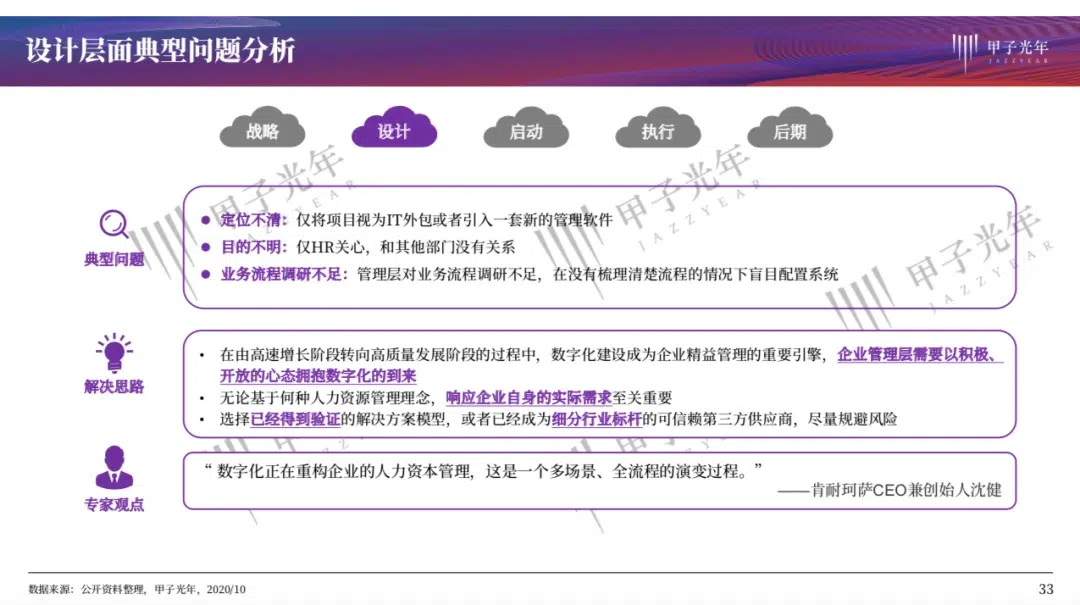 设计层面典型问题分析
甲子光年
JAZZYEAR
战略
设计
启动
执行
后期
典型问题
定位不清：仅将项目视为IT外包或者引入一套新的管理软件
目的不明：仅HR关心，和其他部门没有关系
业务流程调研不足：管理层对业务流程调研不足，在没有梳理清楚流程的情况下盲目配置系统
解决思路
在由高速增长阶段转向高质量发展阶段的过程中，数字化建设成为企业精益管理的重要引擎，企业管理层需要以积极、
开放的心态拥抱数字化的到来
无论基于何种人力资源管理理念，响应企业自身的实际需求至关重要
选择已经得到验证的解决方案模型，或者已经成为细分行业标杆的可信赖第三方供应商，尽量规避风险
专家观点
“ 数字化正在重构企业的人力资本管理，这是一个多场景、全流程的演变过程。”
——肯耐珂萨CEO兼创始人沈健
甲子光年
JAZZYEAR
甲子光年
JAZZYEAR
甲子光年
JAZZYEAR
数据来源：公开资料整理，甲子光年，2020/10
33